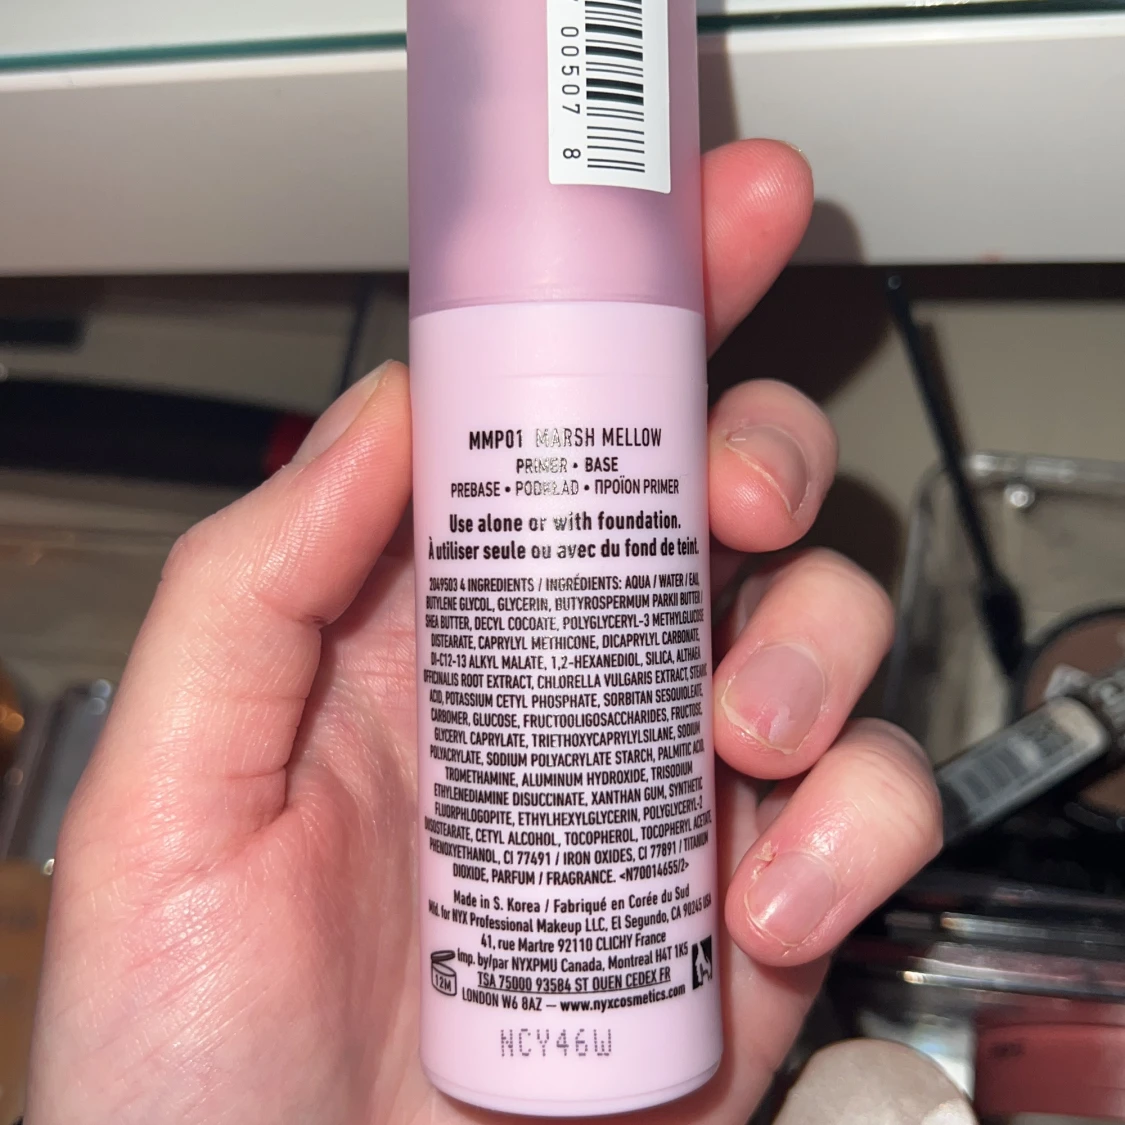 00507 8
MMP01 MARSH MELLOW
PRIMER • BASE
PREBASE • PODKLAD • ΠΡΟΪΟΝ PRIMER
Use alone or with foundation.
À utiliser seule ou avec du fond de teint.
2049503 4 INGREDIENTS / INGRÉDIENTS: AQUA / WATER / EAU,
BUTYLENE GLYCOL, GLYCERIN, BUTYROSPERMUM PARKII BUTTER /
SHEA BUTTER, DECYL COCOATE, POLYGLYCERYL-3 METHYLGLUCOSE
DISTEARATE, CAPRYLYL METHICONE, DICAPRYLYL CARBONATE,
DI-C12-13 ALKYL MALATE, 1,2-HEXANEDIOL, SILICA, ALTHAEA
OFFICINALIS ROOT EXTRACT, CHLORELLA VULGARIS EXTRACT, STEARIC
ACID, POTASSIUM CETYL PHOSPHATE, SORBITAN SESQUIOLEATE,
CARBOMER, GLUCOSE, FRUCTOOLIGOSACCHARIDES, FRUCTOSE,
GLYCERYL CAPRYLATE, TRIETHOXYCAPRYLYLSILANE, SODIUM
POLYACRYLATE, SODIUM POLYACRYLATE STARCH, PALMITIC ACID,
TROMETHAMINE, ALUMINUM HYDROXIDE, TRISODIUM
ETHYLENEDIAMINE DISUCCINATE, XANTHAN GUM, SYNTHETIC
FLUORPHLOGOPITE, ETHYLHEXYLGLYCERIN, POLYGLYCERYL-2
DIISOSTEARATE, CETYL ALCOHOL, TOCOPHEROL, TOCOPHERYL ACETATE,
PHENOXYETHANOL, CI 77491 / IRON OXIDES, CI 77891 / TITANIUM
DIOXIDE, PARFUM / FRAGRANCE. <N70014655/2>
Made in S. Korea / Fabriqué en Corée du Sud
Mfd. for NYX Professional Makeup LLC, El Segundo, CA 90245 USA
41, rue Martre 92110 CLICHY France
Imp. by/par NYXPMU Canada, Montreal H4T 1K5
TSA 75000 93584 ST OUEN CEDEX FR
LONDON W6 8AZ — www.nyxcosmetics.com
12M
NCY46W